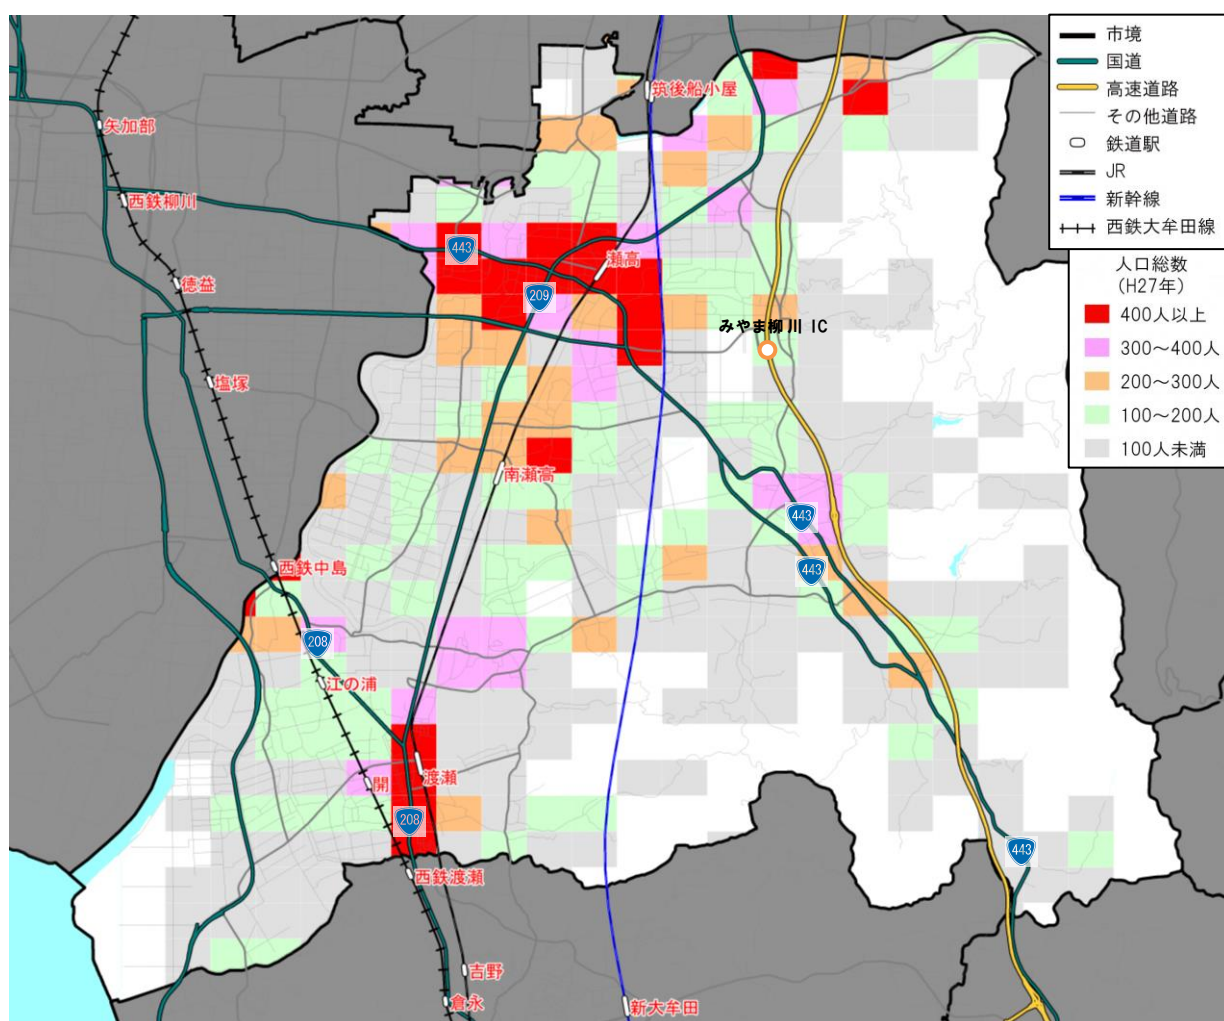 市境
国道
高速道路
その他道路
鉄道駅
JR
新幹線
西鉄大牟田線
人口総数
(H27年)
400人以上
300～400人
200～300人
100～200人
100人未満
筑後船小屋
矢加部
西鉄柳川
443
瀬高
徳益
209
みやま柳川 IC
塩塚
南瀬高
443
西鉄中島
443
208
江の浦
渡瀬
開
208
443
西鉄渡瀬
吉野
倉永
新大牟田